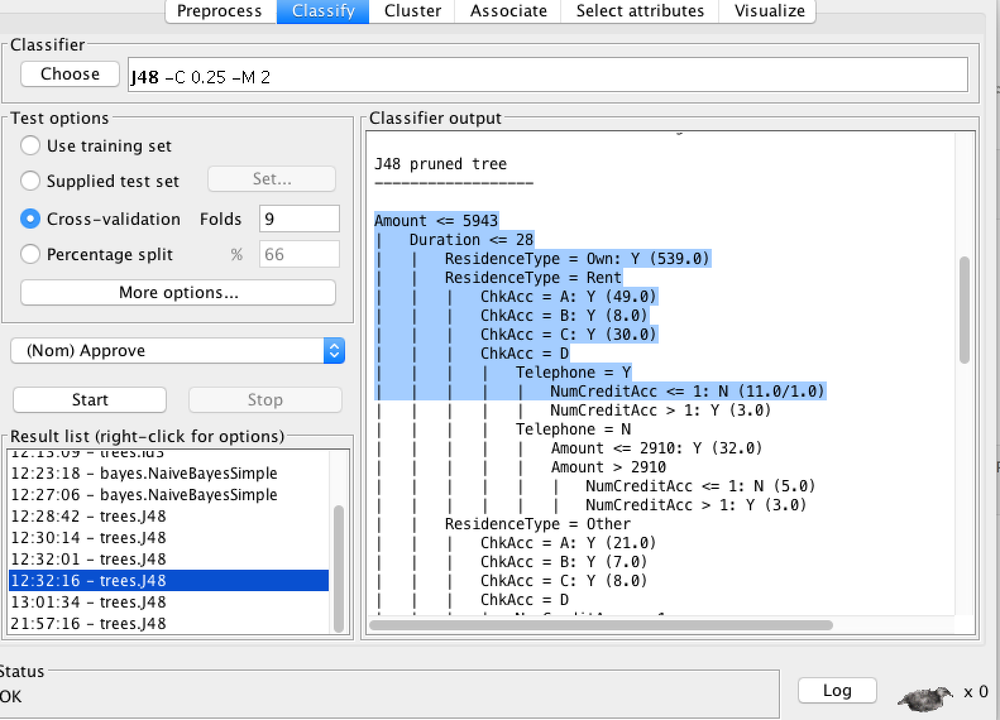 Preprocess Classify Cluster Associate Select attributes Visualize
Classifier
Choose J48 -C 0.25 -M 2
Test options
Use training set
Supplied test set Set...
Cross-validation Folds 9
Percentage split % 66
More options...
(Nom) Approve
Start Stop
Result list (right-click for options)
12:13:09 - trees.Id3
12:23:18 - bayes.NaiveBayesSimple
12:27:06 - bayes.NaiveBayesSimple
12:28:42 - trees.J48
12:30:14 - trees.J48
12:32:01 - trees.J48
12:32:16 - trees.J48
13:01:34 - trees.J48
21:57:16 - trees.J48
Classifier output
J48 pruned tree
------------------
Amount <= 5943
|   Duration <= 28
|   |   ResidenceType = Own: Y (539.0)
|   |   ResidenceType = Rent
|   |   |   ChkAcc = A: Y (49.0)
|   |   |   ChkAcc = B: Y (8.0)
|   |   |   ChkAcc = C: Y (30.0)
|   |   |   ChkAcc = D
|   |   |   |   Telephone = Y
|   |   |   |   |   NumCreditAcc <= 1: N (11.0/1.0)
|   |   |   |   |   NumCreditAcc > 1: Y (3.0)
|   |   |   |   Telephone = N
|   |   |   |   |   Amount <= 2910: Y (32.0)
|   |   |   |   |   Amount > 2910
|   |   |   |   |   |   NumCreditAcc <= 1: N (5.0)
|   |   |   |   |   |   NumCreditAcc > 1: Y (3.0)
|   |   ResidenceType = Other
|   |   |   ChkAcc = A: Y (21.0)
|   |   |   ChkAcc = B: Y (7.0)
|   |   |   ChkAcc = C: Y (8.0)
|   |   |   ChkAcc = D
Status
OK
Log x 0